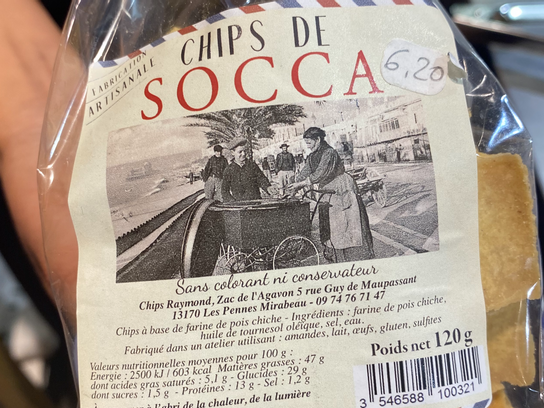 FABRICATION
ARTISANALE
CHIPS DE
SOCCA
6,20
Sans colorant ni conservateur
Chips Raymond, Zac de l'Agavon 5 rue Guy de Maupassant
13170 Les Pennes Mirabeau - 09 74 76 71 47
Chips à base de farine de pois chiche - Ingrédients : farine de pois chiche,
huile de tournesol oléique, sel, eau.
Fabriqué dans un atelier utilisant : amandes, lait, œufs, gluten, sulfites
Valeurs nutritionnelles moyennes pour 100 g :
Energie : 2500 kJ / 603 kcal Matières grasses : 47 g
dont acides gras saturés : 5,1 g - Glucides : 29 g
dont sucres : 1,5 g - Protéines : 13 g - Sel : 1,2 g
à l'abri de la chaleur, de la lumière
Poids net 120 g
3 546588 100321